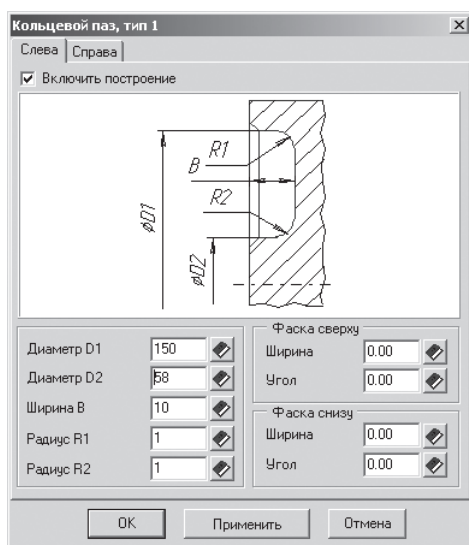 Кольцевой паз, тип 1
Слева Справа
Включить построение
R1
B
R2
øD1
øD2
Диаметр D1 150
Диаметр D2 58
Ширина B 10
Радиус R1 1
Радиус R2 1
Фаска сверху
Ширина 0.00
Угол 0.00
Фаска снизу
Ширина 0.00
Угол 0.00
OK Применить Отмена